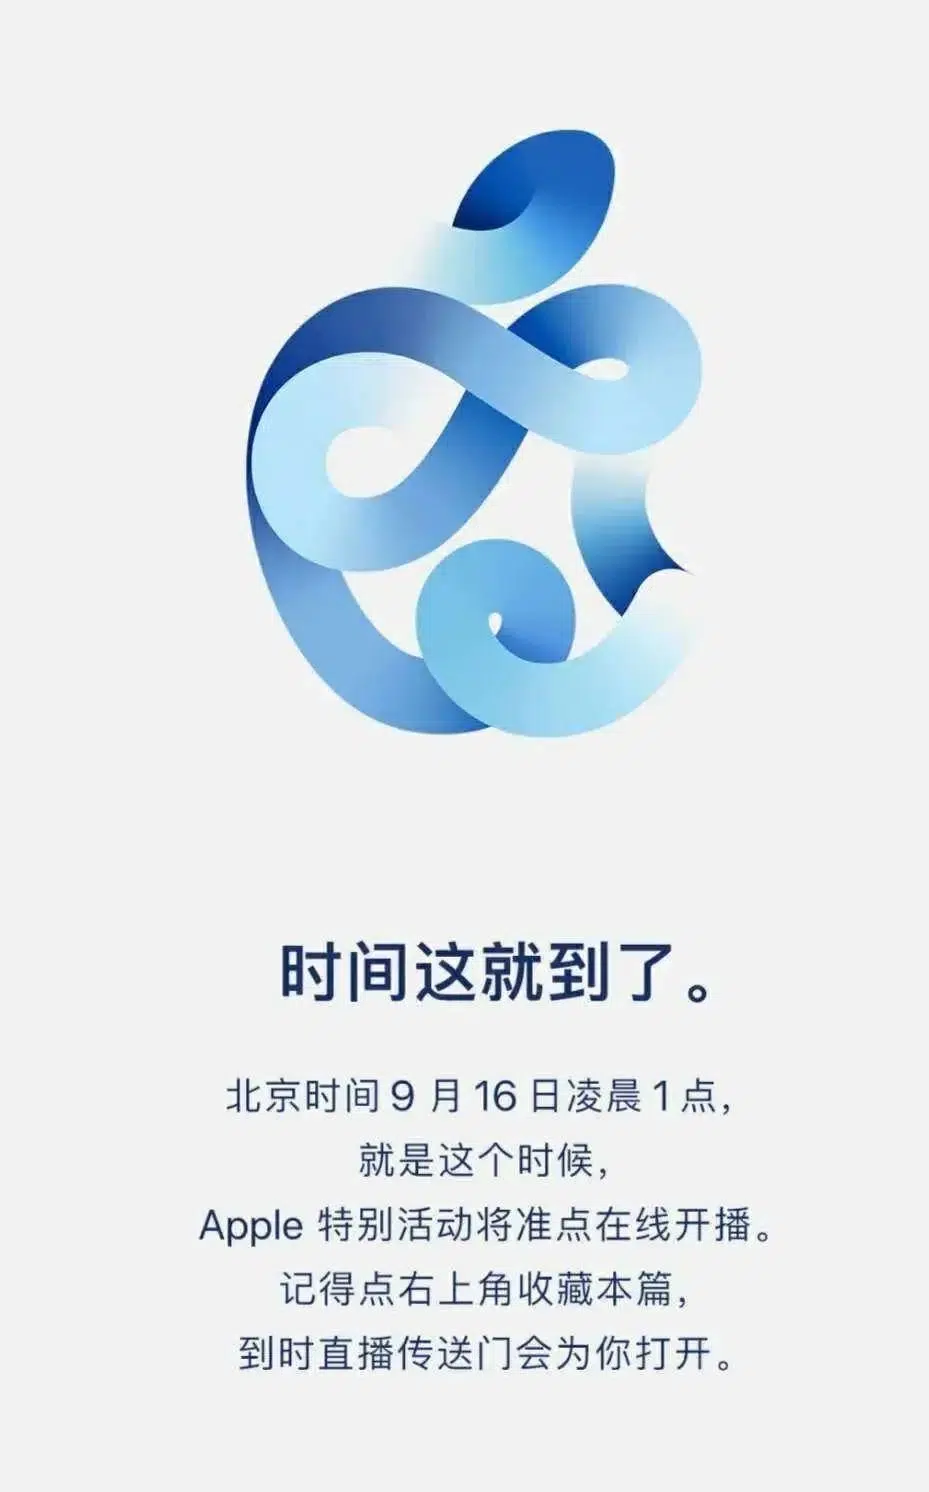 时间这就到了。
北京时间 9 月 16 日凌晨 1 点，
就是这个时候，
Apple 特别活动将准点在线开播。
记得点右上角收藏本篇，
到时直播传送门会为你打开。